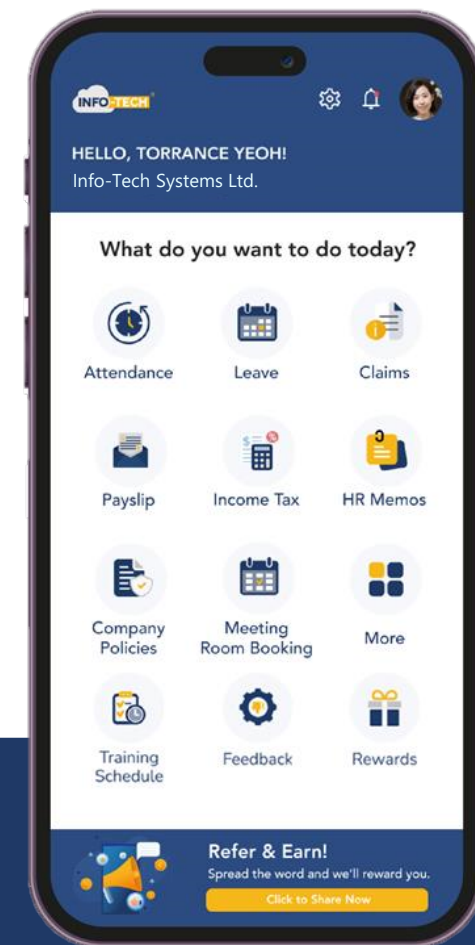 INFO-TECH
HELLO, TORRANCE YEOH!
Info-Tech Systems Ltd.
What do you want to do today?
Attendance
Leave
Claims
Payslip
Income Tax
HR Memos
Company
Policies
Meeting
Room Booking
More
Training
Schedule
Feedback
Rewards
Refer & Earn!
Spread the word and we'll reward you.
Click to Share Now